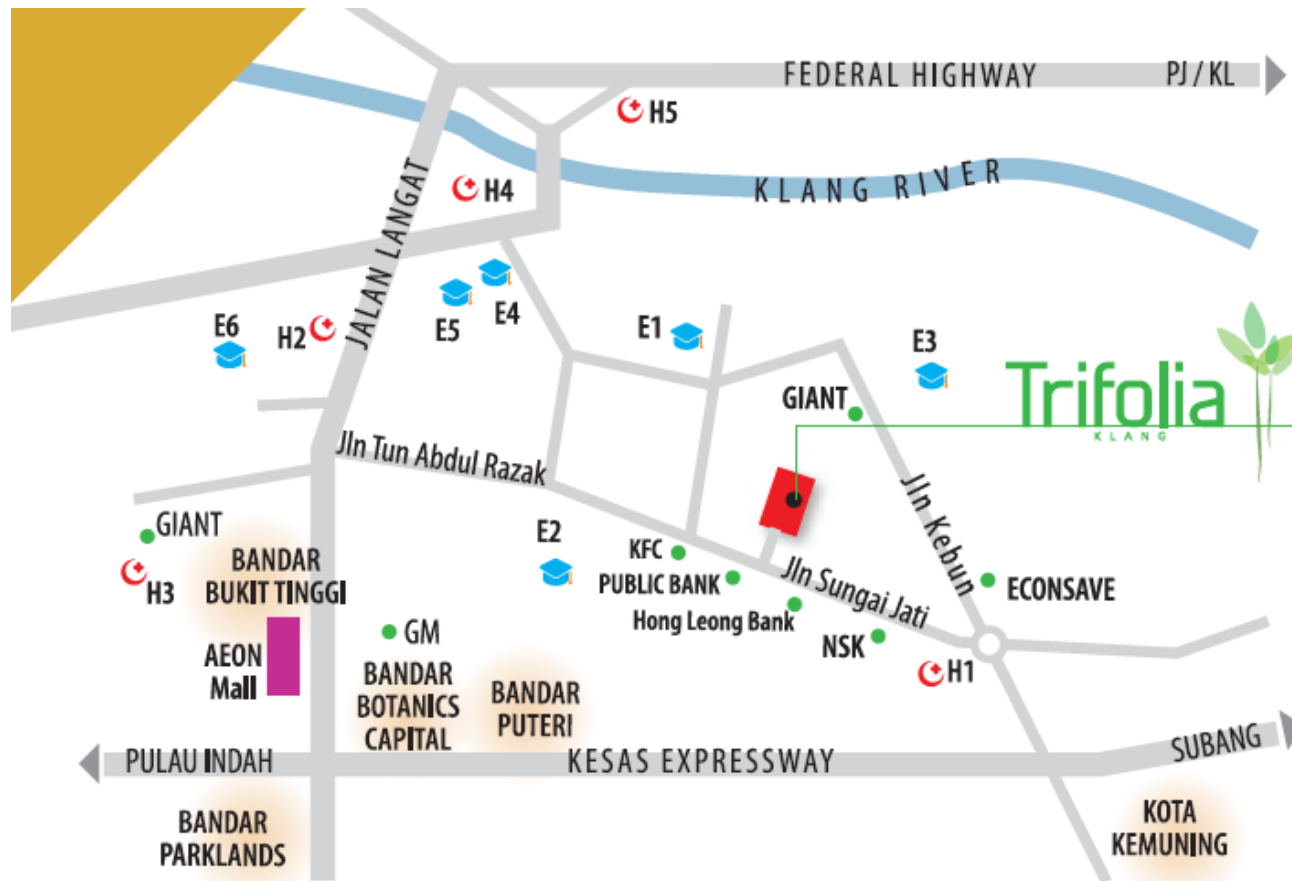 FEDERAL HIGHWAY
PJ / KL
H5
KLANG RIVER
H4
JALAN LANGAT
E6
H2
E5
E4
E1
E3
Trifolia
KLANG
GIANT
Jln Tun Abdul Razak
Jln Kebun
GIANT
H3
BANDAR
BUKIT TINGGI
E2
KFC
PUBLIC BANK
Hong Leong Bank
Jln Sungai Jati
NSK
ECONSAVE
H1
AEON
Mall
GM
BANDAR
BOTANICS
CAPITAL
BANDAR
PUTERI
PULAU INDAH
KESAS EXPRESSWAY
SUBANG
BANDAR
PARKLANDS
KOTA
KEMUNING